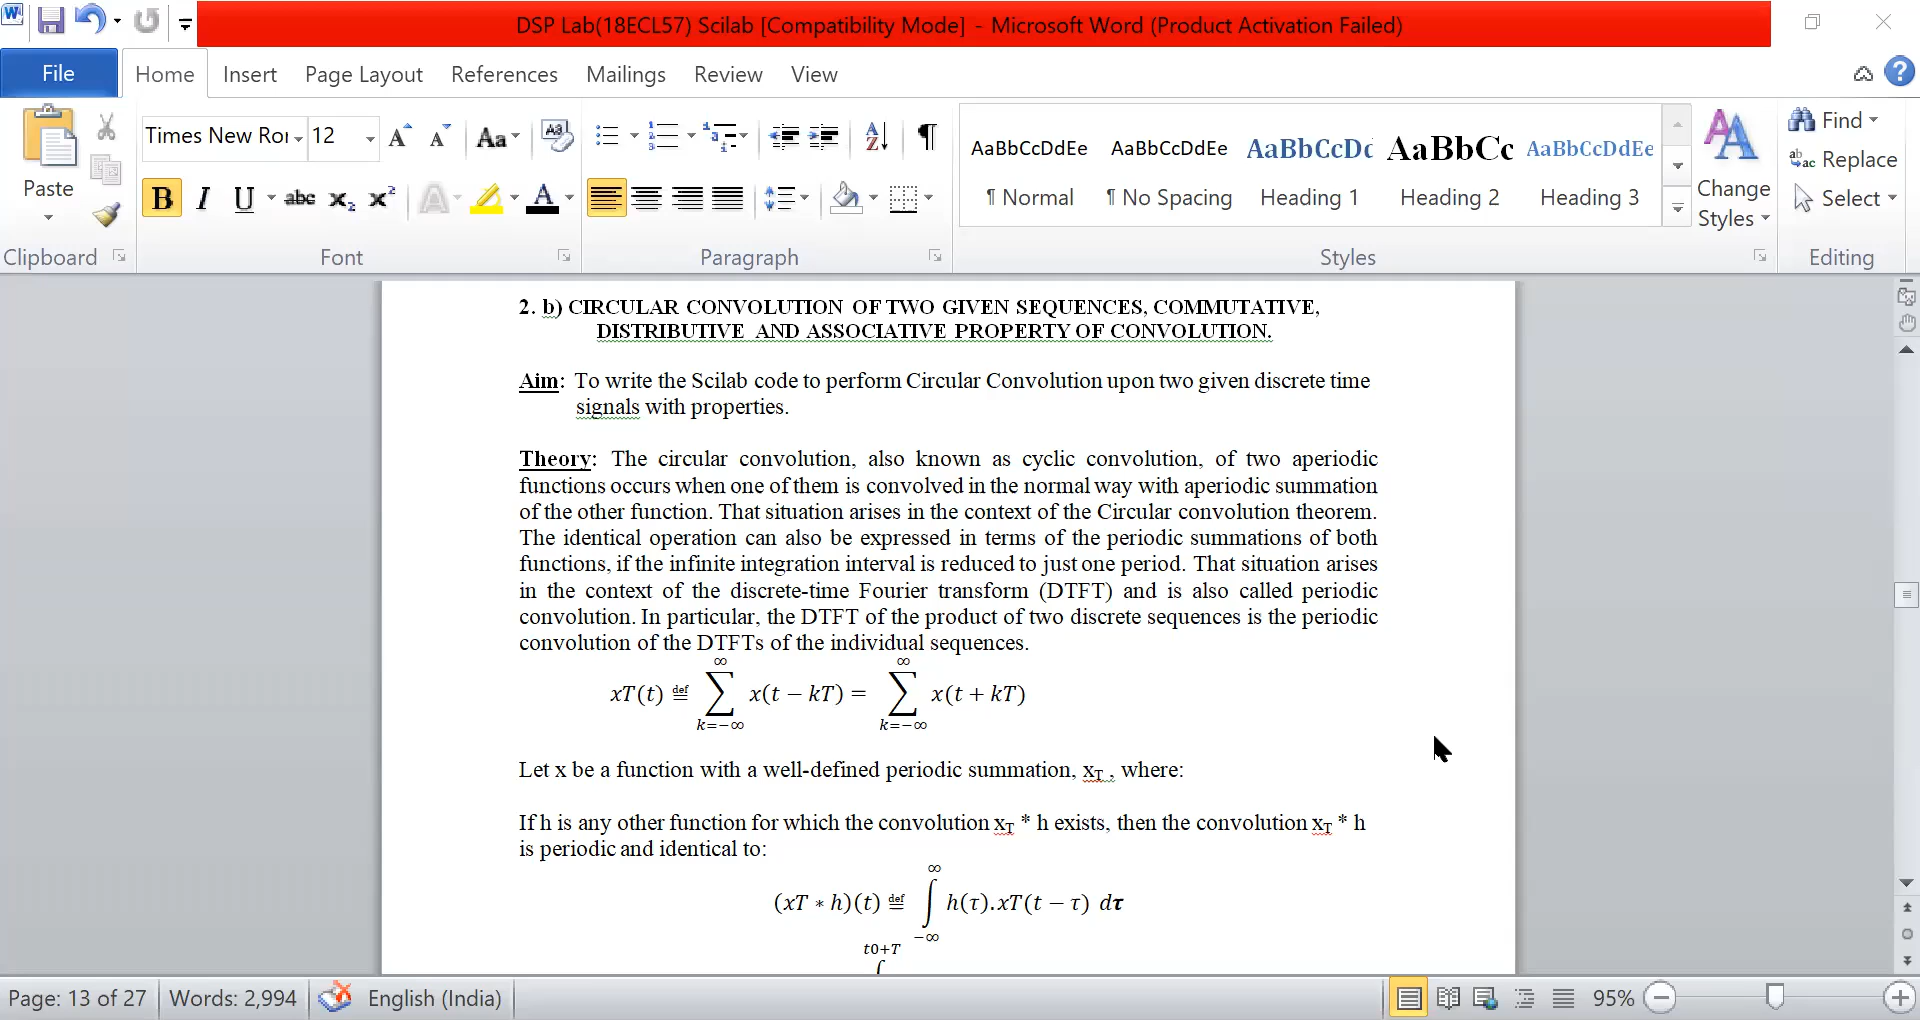 DSP Lab(18ECL57) Scilab [Compatibility Mode] - Microsoft Word (Product Activation Failed)
File Home Insert Page Layout References Mailings Review View
Paste
Clipboard
Times New Ror 12
Font
Paragraph
AaBbCcDdEe AaBbCcDdEe AaBbCcDc AaBbCc AaBbCcDdEe
¶ Normal ¶ No Spacing Heading 1 Heading 2 Heading 3
Styles
Change
Styles
Find
Replace
Select
Editing
2. b) CIRCULAR CONVOLUTION OF TWO GIVEN SEQUENCES, COMMUTATIVE,
DISTRIBUTIVE AND ASSOCIATIVE PROPERTY OF CONVOLUTION.
Aim: To write the Scilab code to perform Circular Convolution upon two given discrete time
signals with properties.
Theory: The circular convolution, also known as cyclic convolution, of two aperiodic
functions occurs when one of them is convolved in the normal way with aperiodic summation
of the other function. That situation arises in the context of the Circular convolution theorem.
The identical operation can also be expressed in terms of the periodic summations of both
functions, if the infinite integration interval is reduced to just one period. That situation arises
in the context of the discrete-time Fourier transform (DTFT) and is also called periodic
convolution. In particular, the DTFT of the product of two discrete sequences is the periodic
convolution of the DTFTs of the individual sequences.
xT(t) ≝ ∑_{k=−∞}^{∞} x(t − kT) = ∑_{k=−∞}^{∞} x(t + kT)
Let x be a function with a well-defined periodic summation, x_T , where:
If h is any other function for which the convolution x_T * h exists, then the convolution x_T * h
is periodic and identical to:
(xT ∗ h)(t) ≝ ∫_{−∞}^{∞} h(τ).xT(t − τ) dτ
t0+T
Page: 13 of 27 Words: 2,994 English (India) 95%